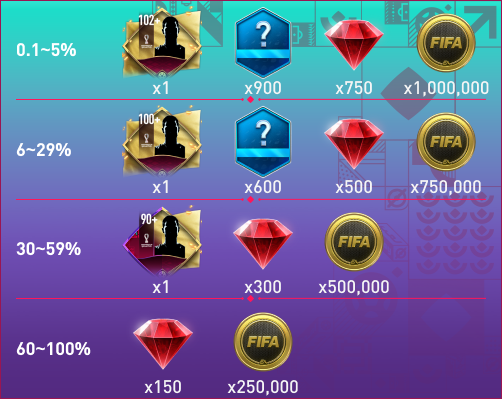 102+
?
FIFA
0.1~5%
x1
x900
x750
x1,000,000
100+
?
FIFA
6~29%
x1
x600
x500
x750,000
90+
FIFA
30~59%
x1
x300
x500,000
FIFA
60~100%
x150
x250,000